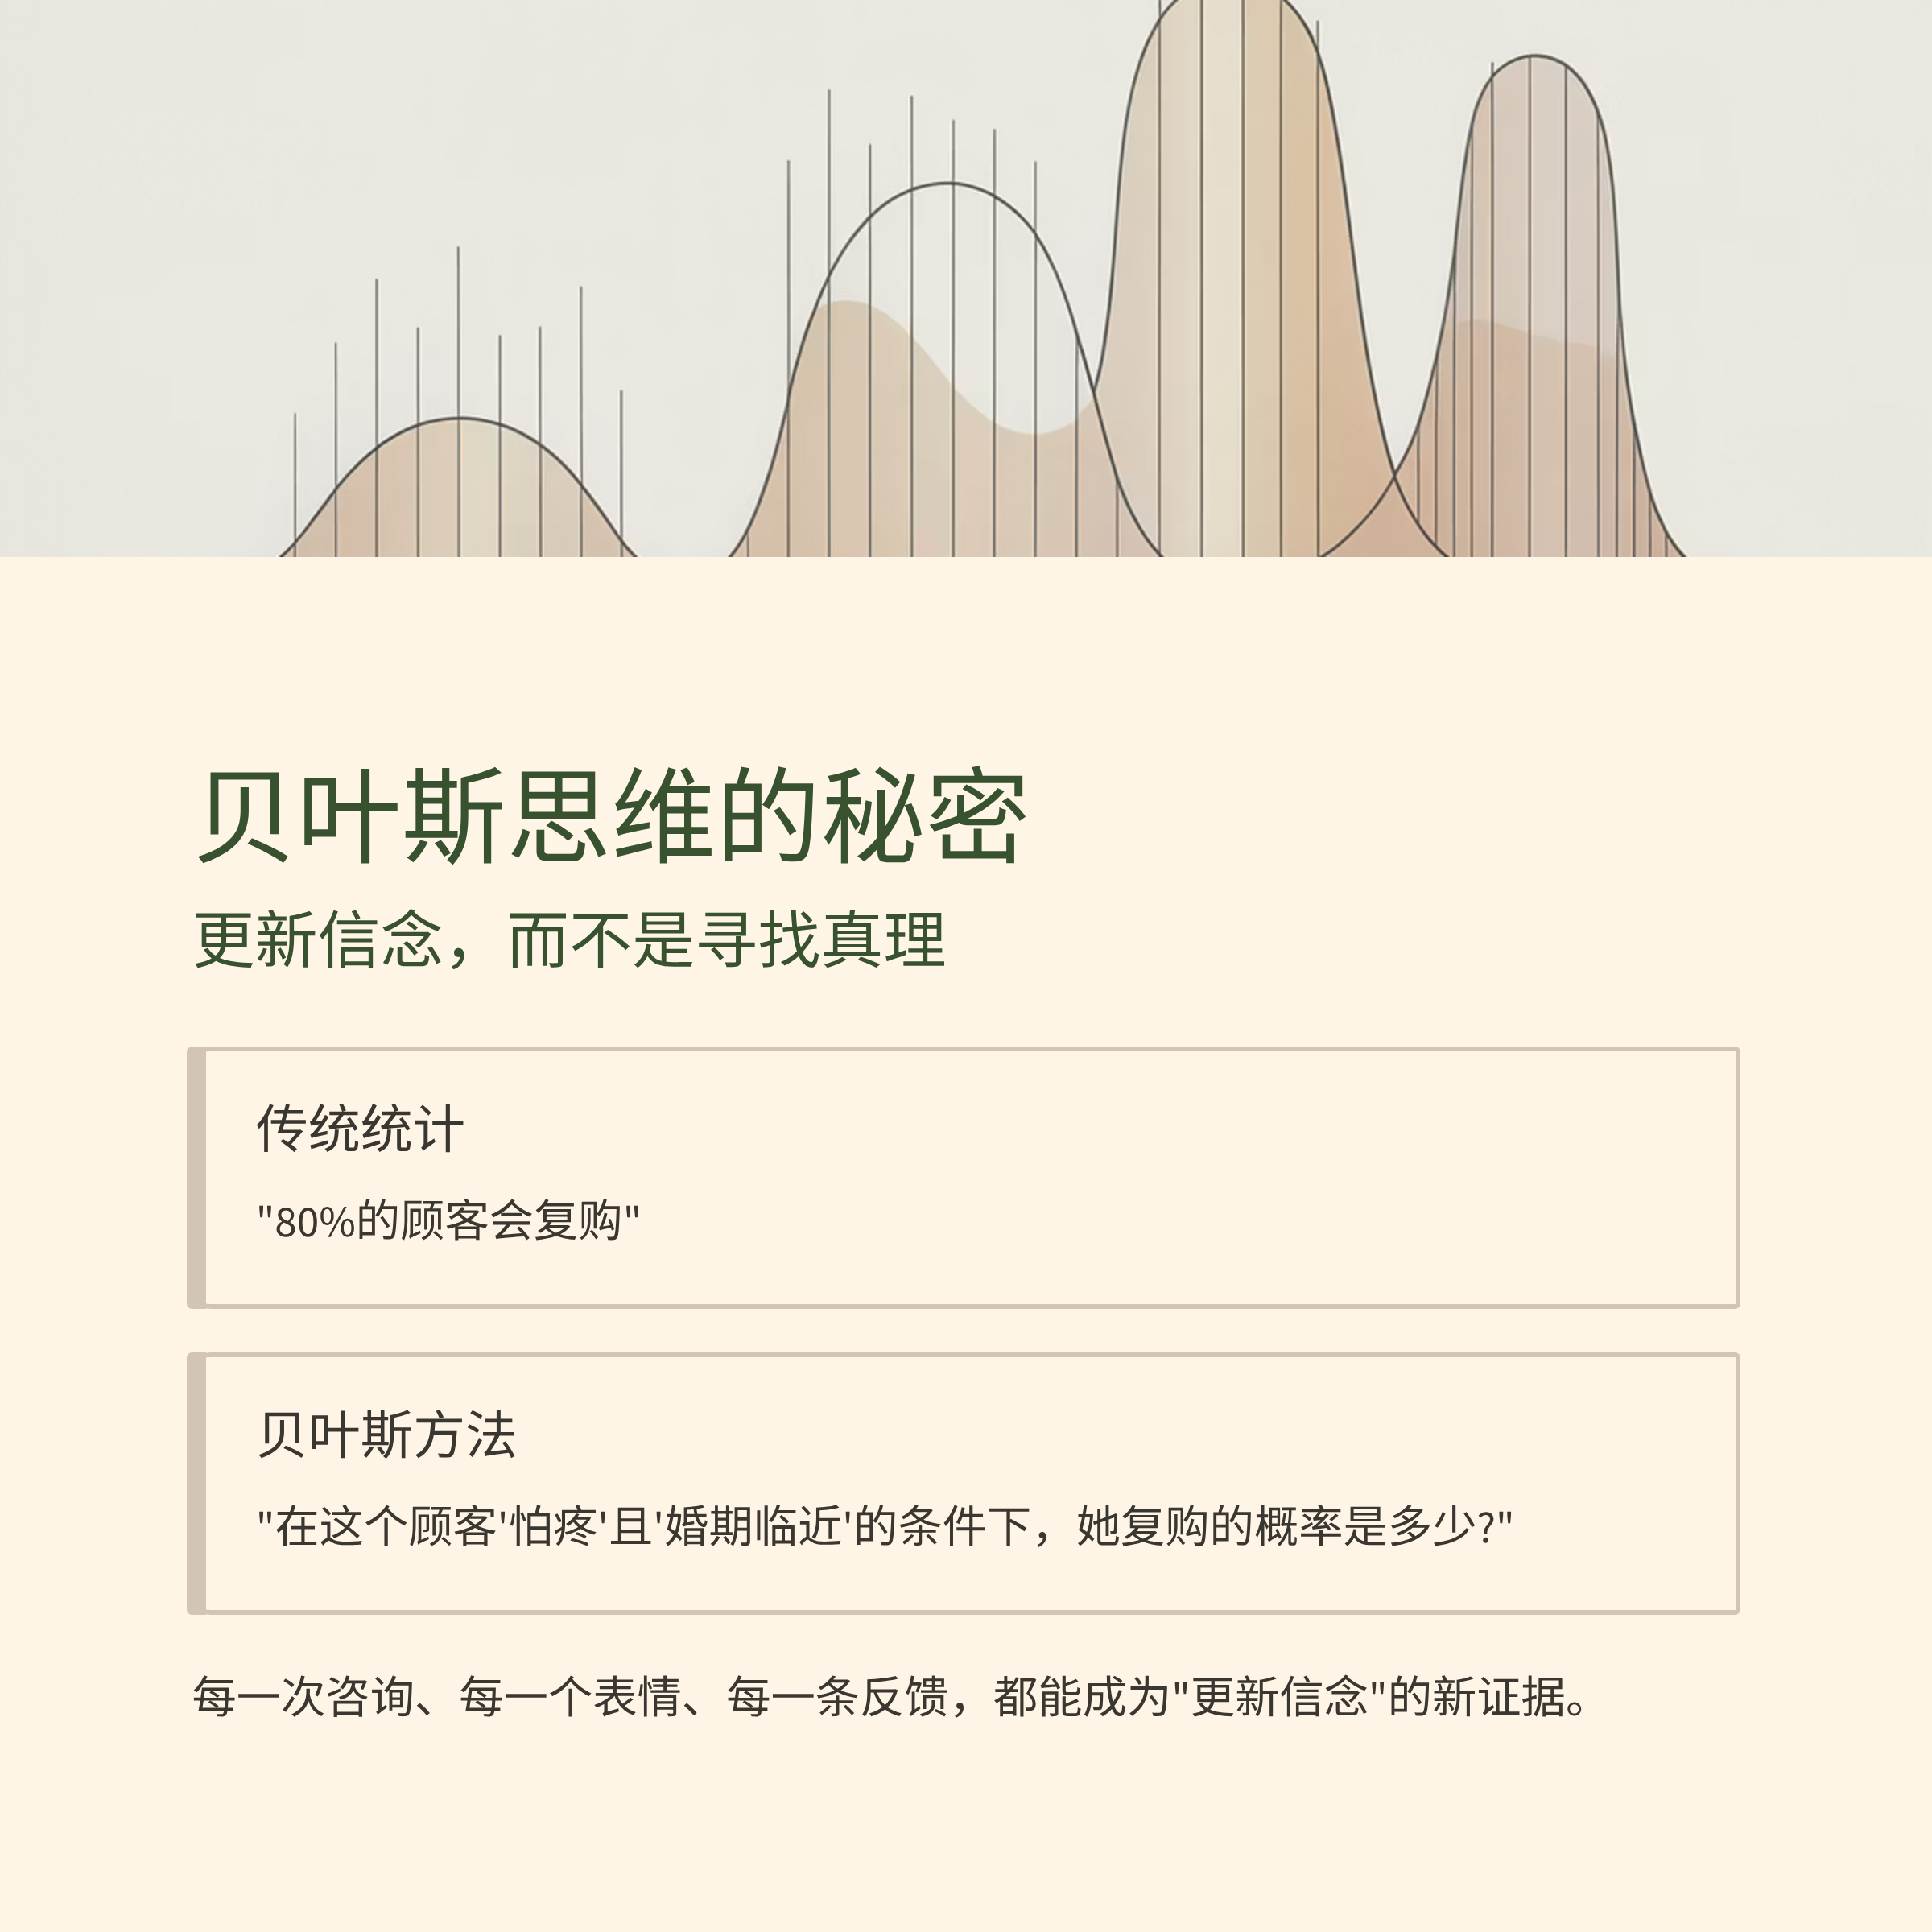 贝叶斯思维的秘密
更新信念，而不是寻找真理
传统统计
"80%的顾客会复购"
贝叶斯方法
"在这个顾客'怕疼'且'婚期临近'的条件下，她复购的概率是多少?"
每一次咨询、每一个表情、每一条反馈，都能成为"更新信念"的新证据。